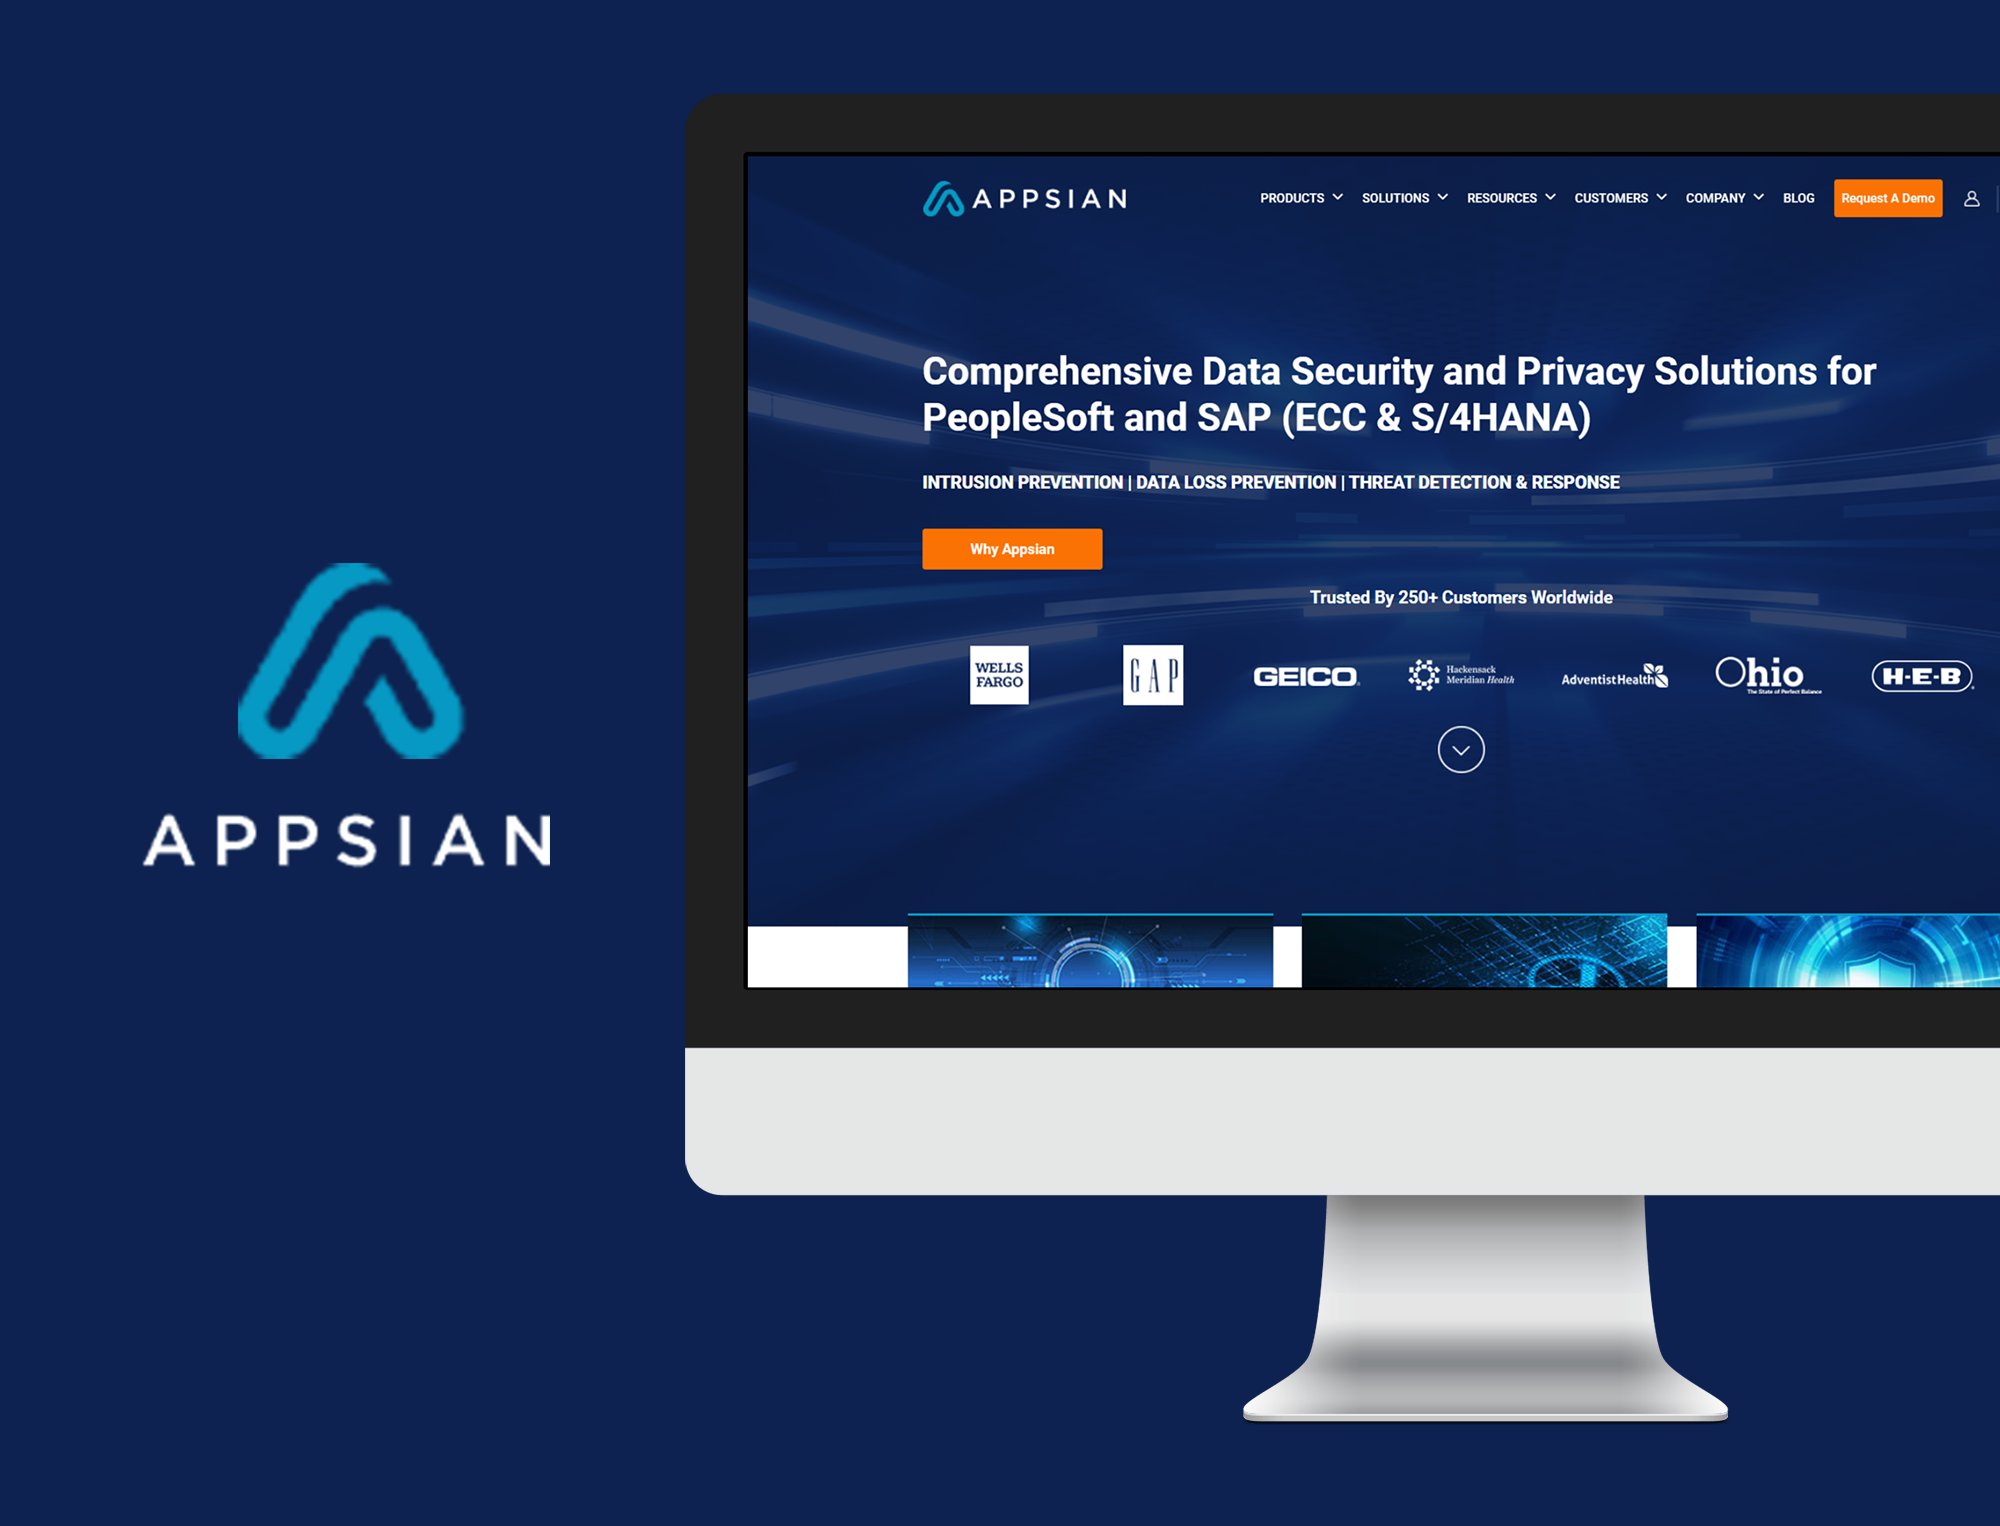 APPSIAN
APPSIAN
PRODUCTS SOLUTIONS RESOURCES CUSTOMERS COMPANY BLOG Request A Demo
Comprehensive Data Security and Privacy Solutions for
PeopleSoft and SAP (ECC & S/4HANA)
INTRUSION PREVENTION | DATA LOSS PREVENTION | THREAT DETECTION & RESPONSE
Why Appsian
Trusted By 250+ Customers Worldwide
WELLS
FARGO
GAP
GEICO
Hackensack
Meridian Health
Adventist Health
Ohio
The State of Perfect Balance
H-E-B